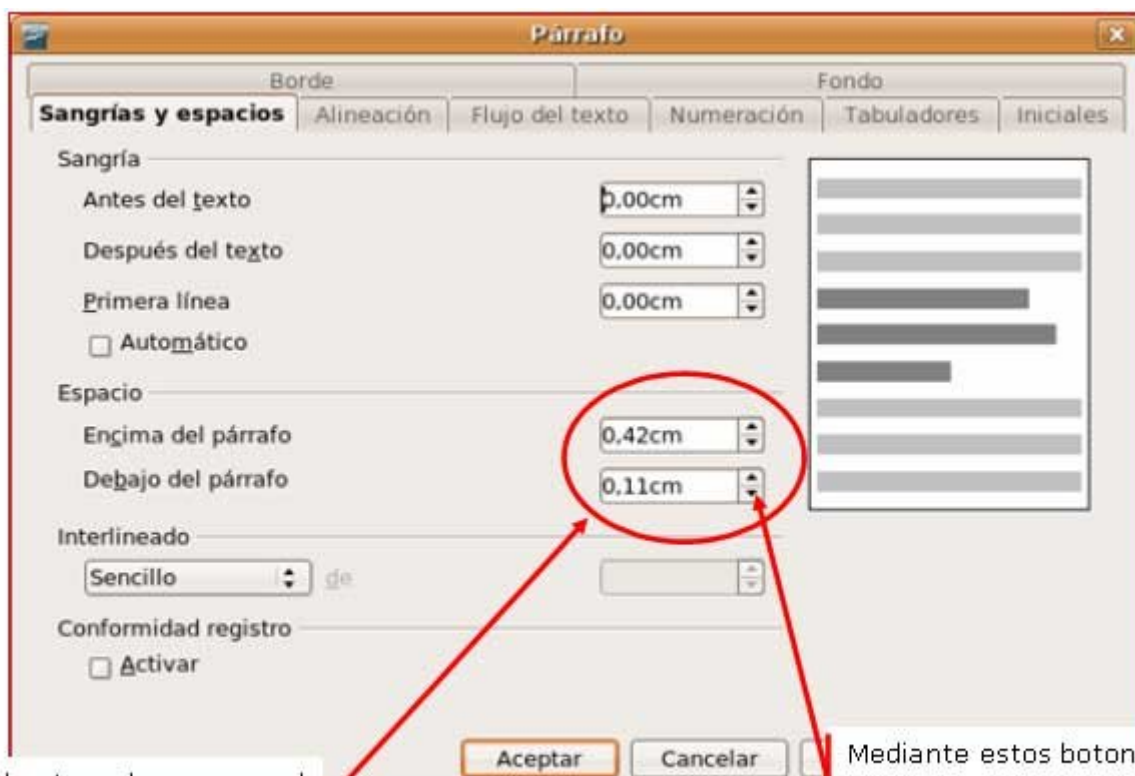 Párrafo
Borde Fondo
Sangrías y espacios Alineación Flujo del texto Numeración Tabuladores Iniciales
Sangría
Antes del texto 0,00cm
Después del texto 0,00cm
Primera línea 0,00cm
Automático
Espacio
Encima del párrafo 0,42cm
Debajo del párrafo 0,11cm
Interlineado
Sencillo de
Conformidad registro
Activar
Aceptar Cancelar
Mediante estos boton